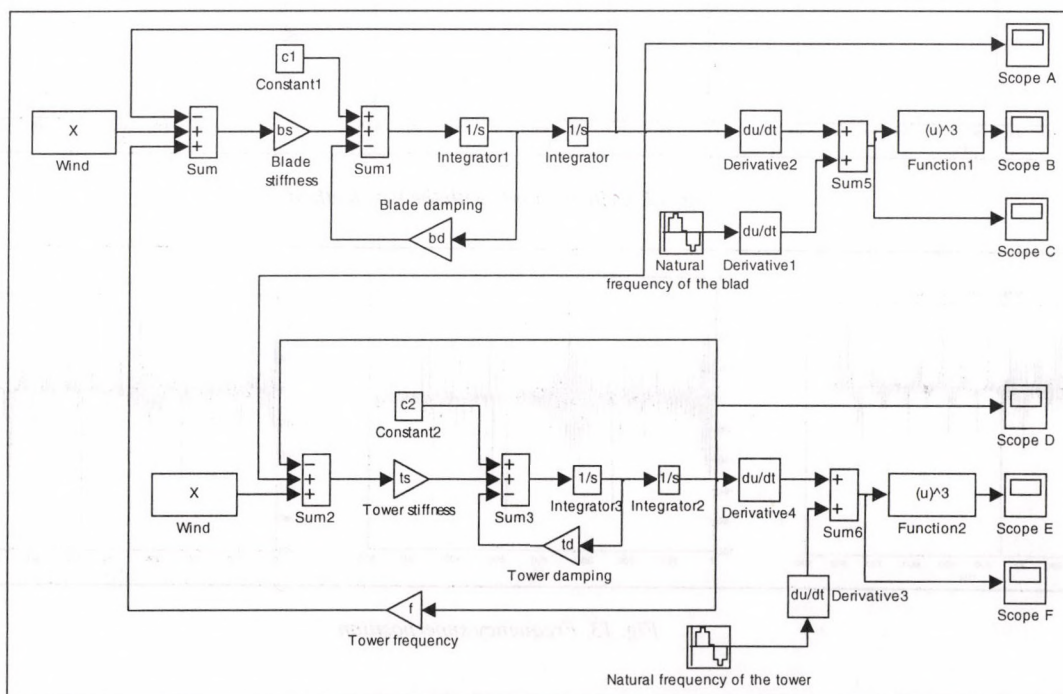 c1
Constant1
X
Wind
−
+
+
Sum
bs
Blade
stiffness
+
+
−
Sum1
1/s
Integrator1
1/s
Integrator
Blade damping
bd
du/dt
Derivative2
+
+
Sum5
(u)^3
Function1
Scope A
Scope B
Scope C
Natural
frequency of the blad
du/dt
Derivative1
c2
Constant2
X
Wind
−
+
+
Sum2
ts
Tower stiffness
+
+
−
Sum3
1/s
Integrator3
1/s
Integrator2
td
Tower damping
f
Tower frequency
du/dt
Derivative4
+
+
Sum6
(u)^3
Function2
Scope D
Scope E
Scope F
du/dt
Derivative3
Natural frequency of the tower